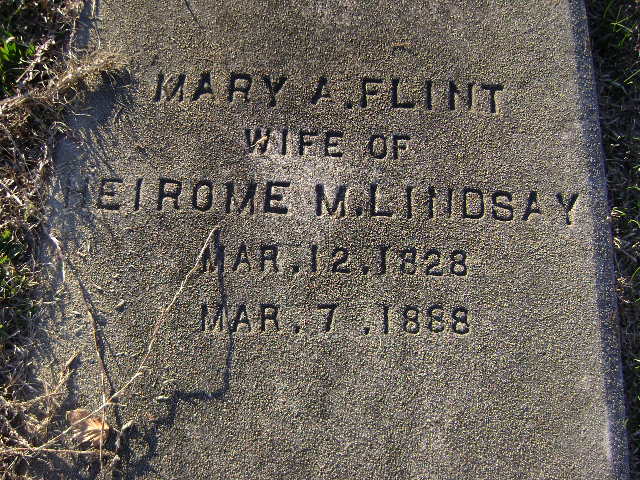 MARY A. FLINT
WIFE OF
HEIROME M. LINDSAY
MAR. 12. 1828
MAR. 7. 1888